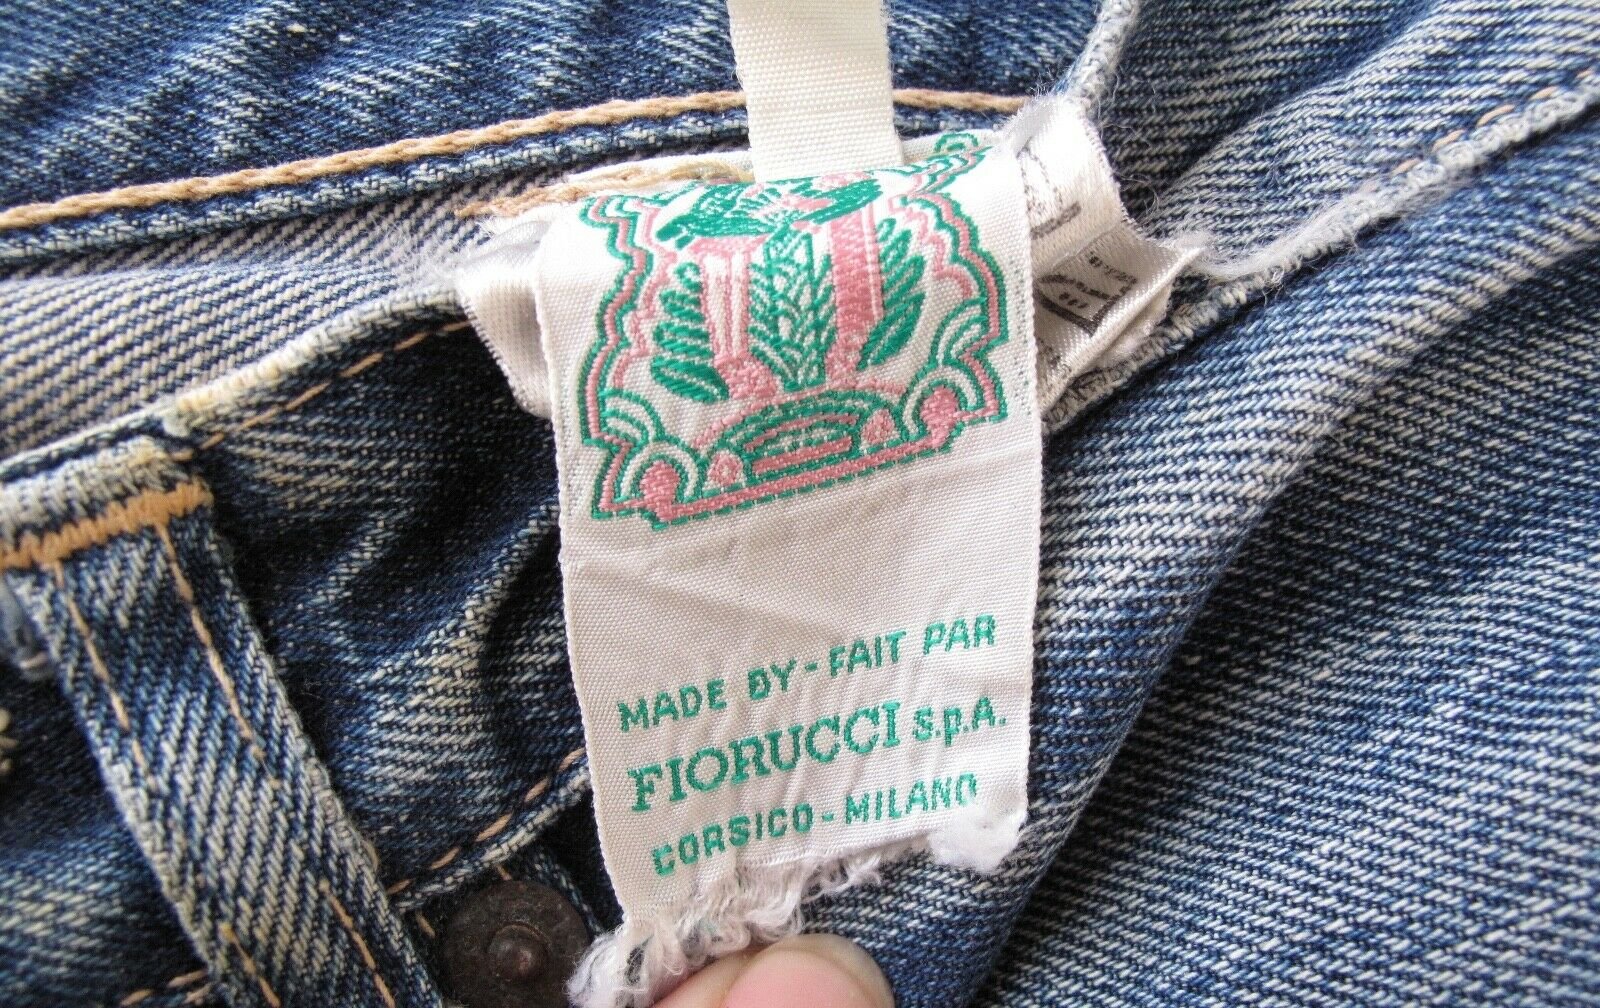 MADE BY - FAIT PAR
FIORUCCI S.p.A.
CORSICO - MILANO